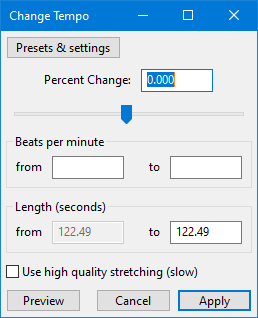 Change Tempo
Presets & settings
Percent Change: 0.000
Beats per minute
from to
Length (seconds)
from 122.49 to 122.49
Use high quality stretching (slow)
Preview Cancel Apply